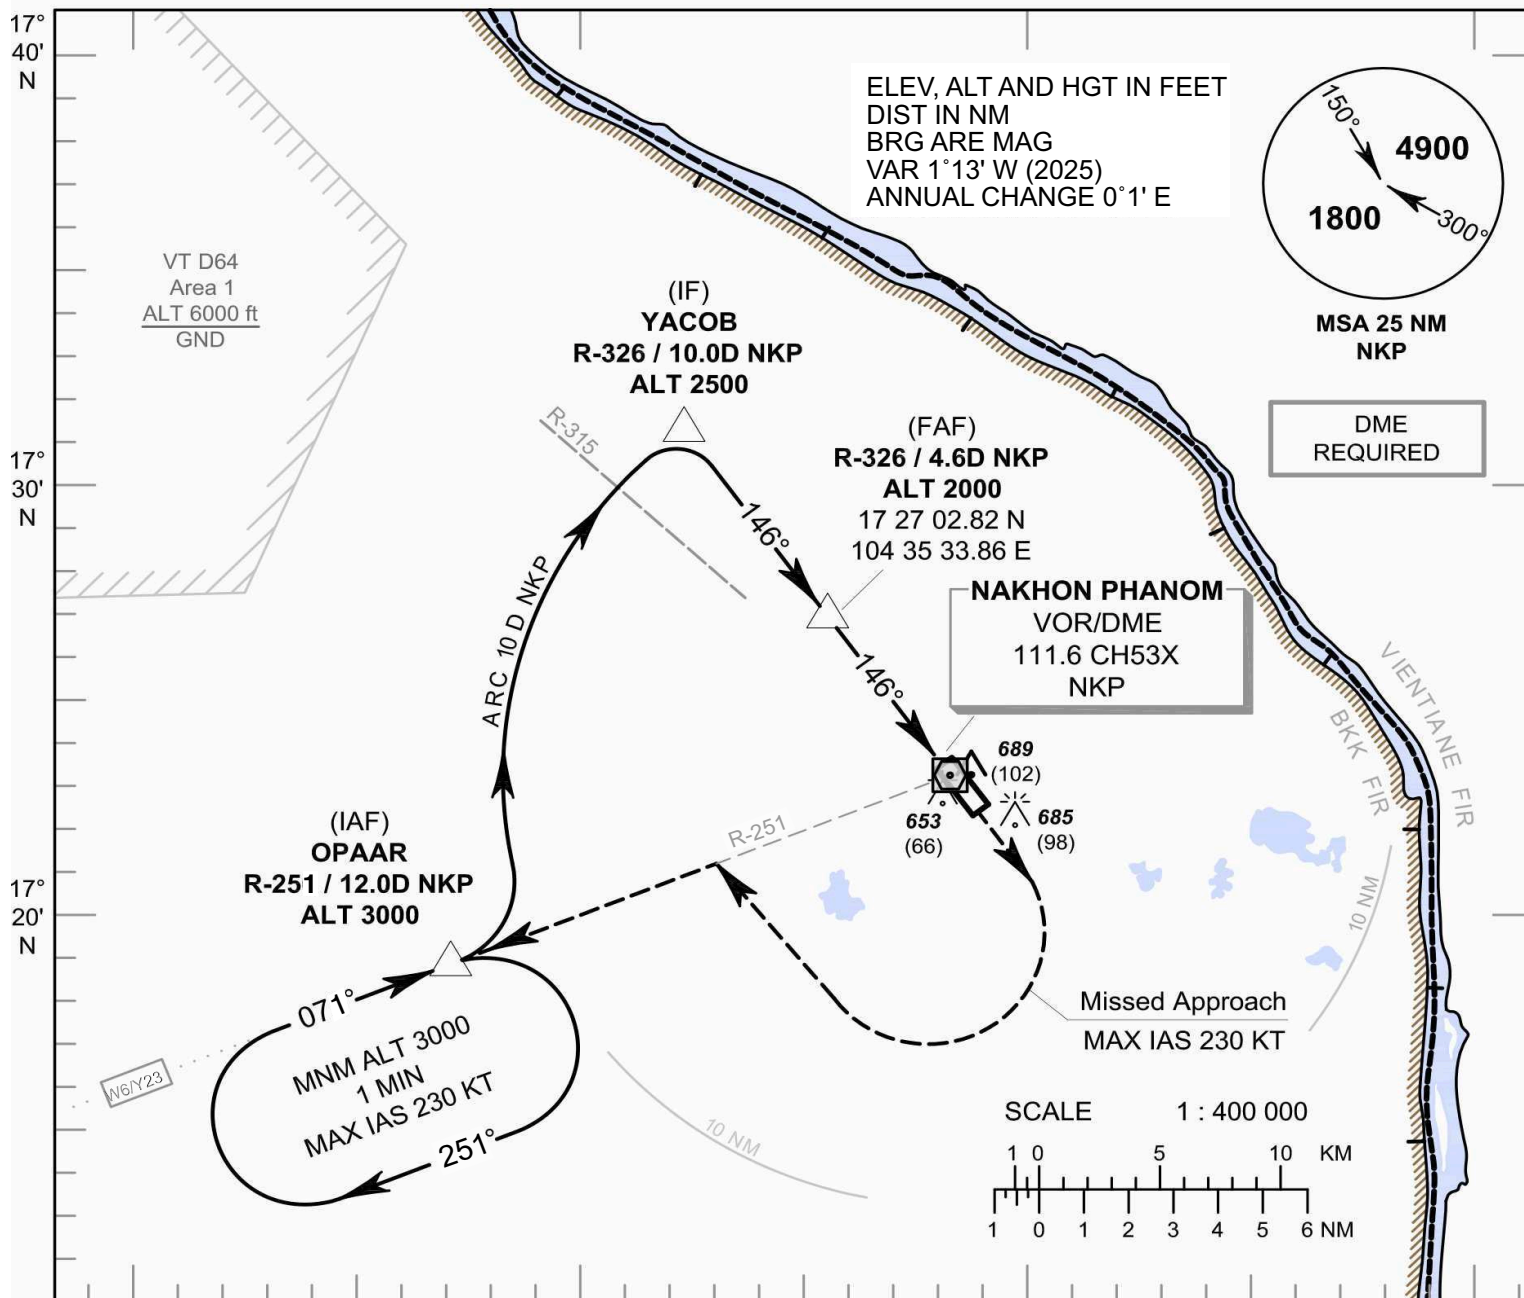 17°
40'
N
ELEV, ALT AND HGT IN FEET
DIST IN NM
BRG ARE MAG
VAR 1°13' W (2025)
ANNUAL CHANGE 0°1' E
150°
4900
1800
300°
MSA 25 NM
NKP
DME
REQUIRED
VT D64
Area 1
ALT 6000 ft
GND
(IF)
YACOB
R-326 / 10.0D NKP
ALT 2500
R-315
(FAF)
R-326 / 4.6D NKP
ALT 2000
17 27 02.82 N
104 35 33.86 E
17°
30'
N
146°
ARC 10 D NKP
NAKHON PHANOM
VOR/DME
111.6 CH53X
NKP
146°
VIENTIANE FIR
BKK FIR
689
(102)
653
(66)
685
(98)
R-251
(IAF)
OPAAR
R-251 / 12.0D NKP
ALT 3000
17°
20'
N
10 NM
071°
MNM ALT 3000
1 MIN
MAX IAS 230 KT
251°
W6/Y23
Missed Approach
MAX IAS 230 KT
10 NM
SCALE 1 : 400 000
1 0 5 10 KM
1 0 1 2 3 4 5 6 NM